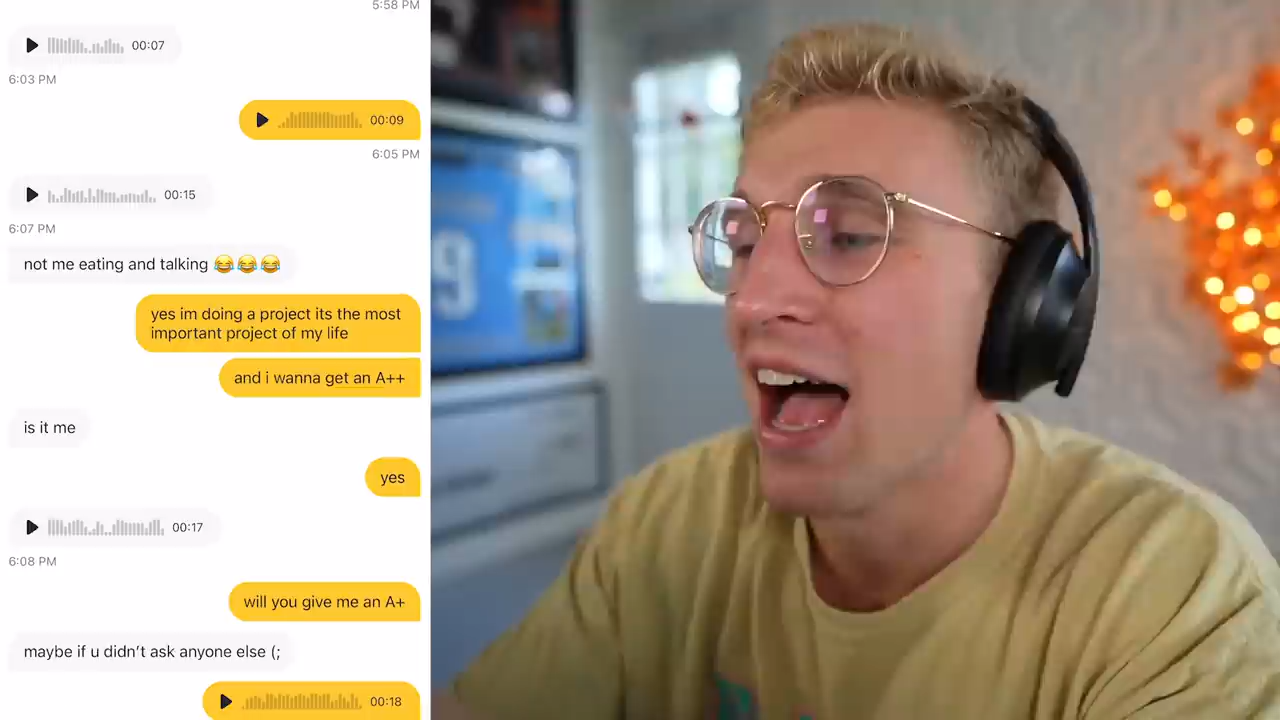 5:58 PM
00:07
6:03 PM
00:09
6:05 PM
00:15
6:07 PM
not me eating and talking 😂😂😂
yes im doing a project its the most
important project of my life
and i wanna get an A++
is it me
yes
00:17
6:08 PM
will you give me an A+
maybe if u didn’t ask anyone else (;
00:18